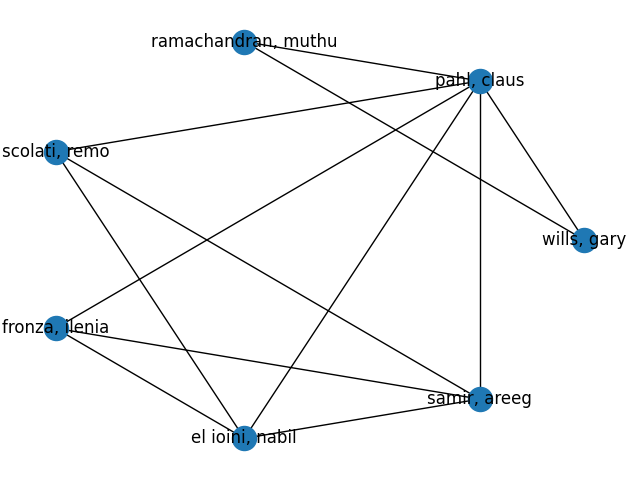 ramachandran, muthu
pahl, claus
scolati, remo
wills, gary
fronza, ilenia
samir, areeg
el ioini, nabil